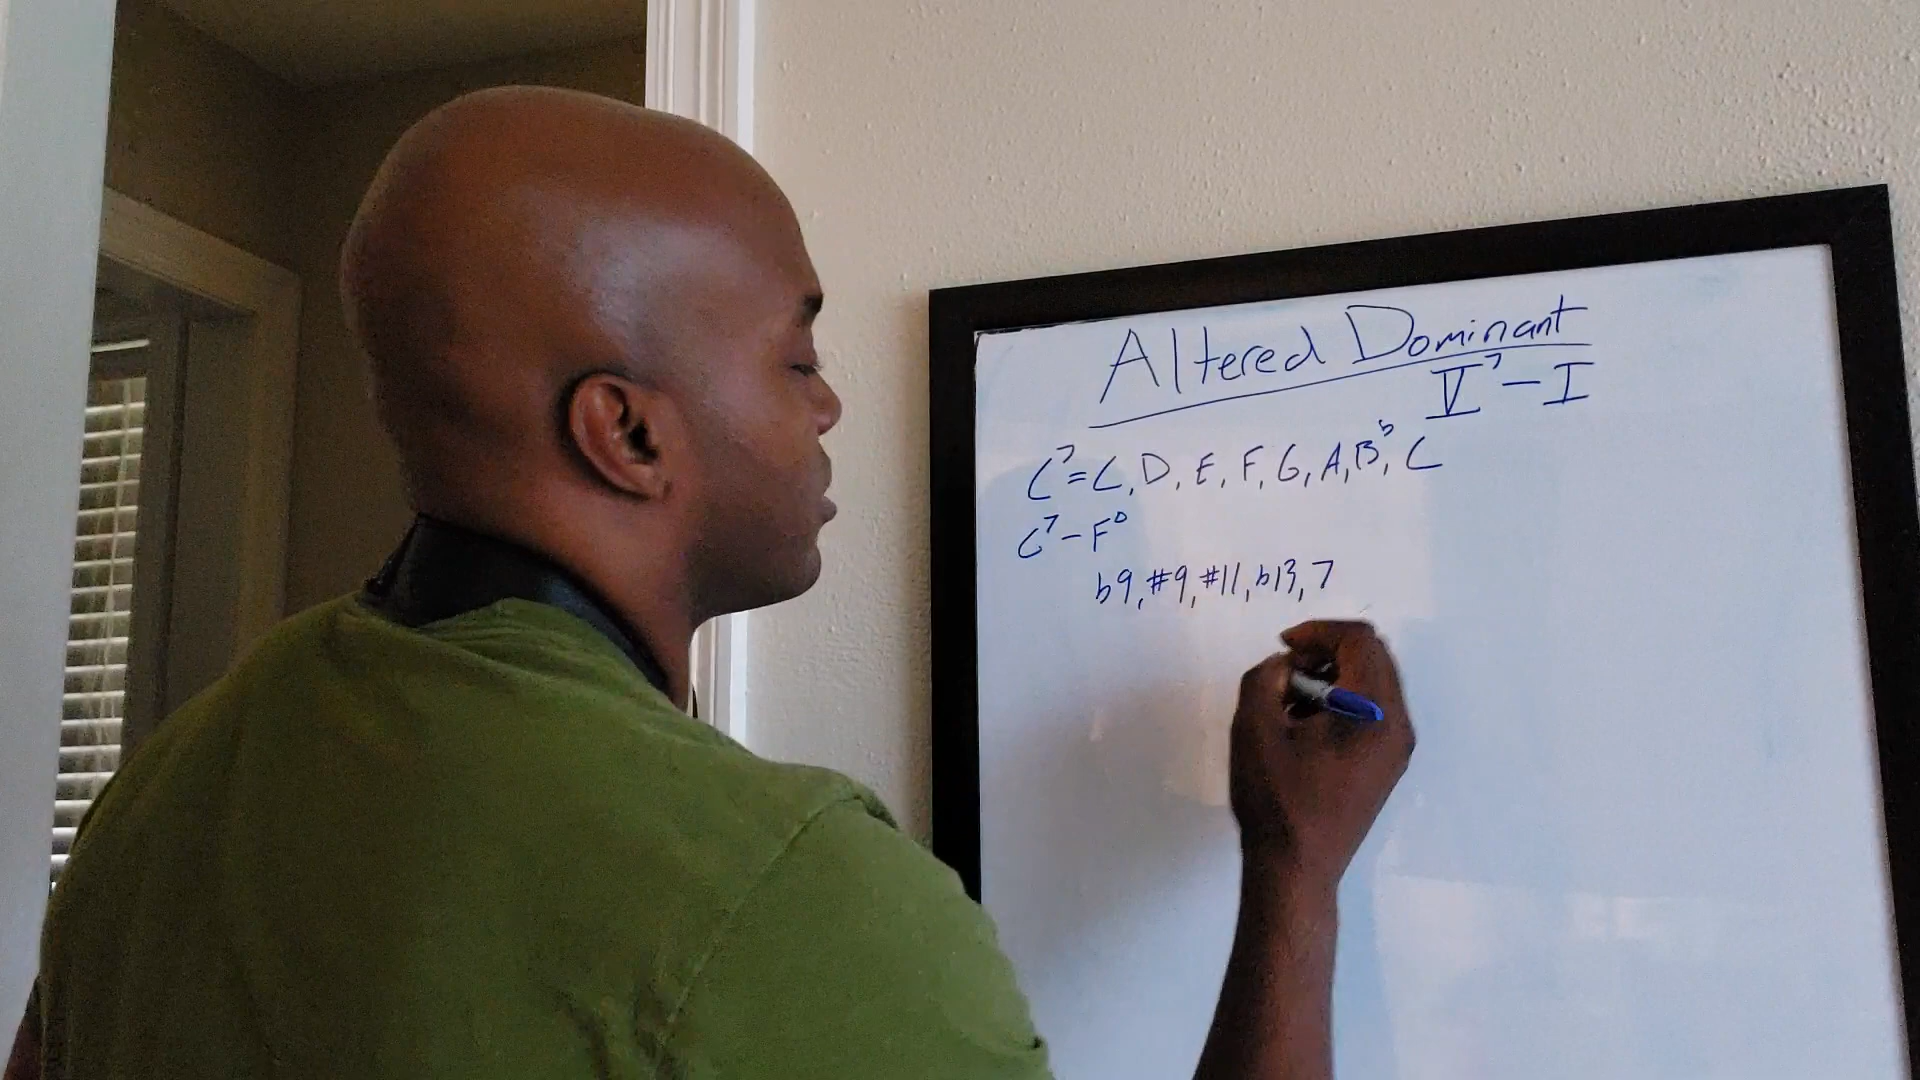 Altered Dominant
V⁷ - I
C⁷ = C, D, E, F, G, A, Bᵇ, C
C⁷ - F^Δ
b9, #9, #11, b13, 7